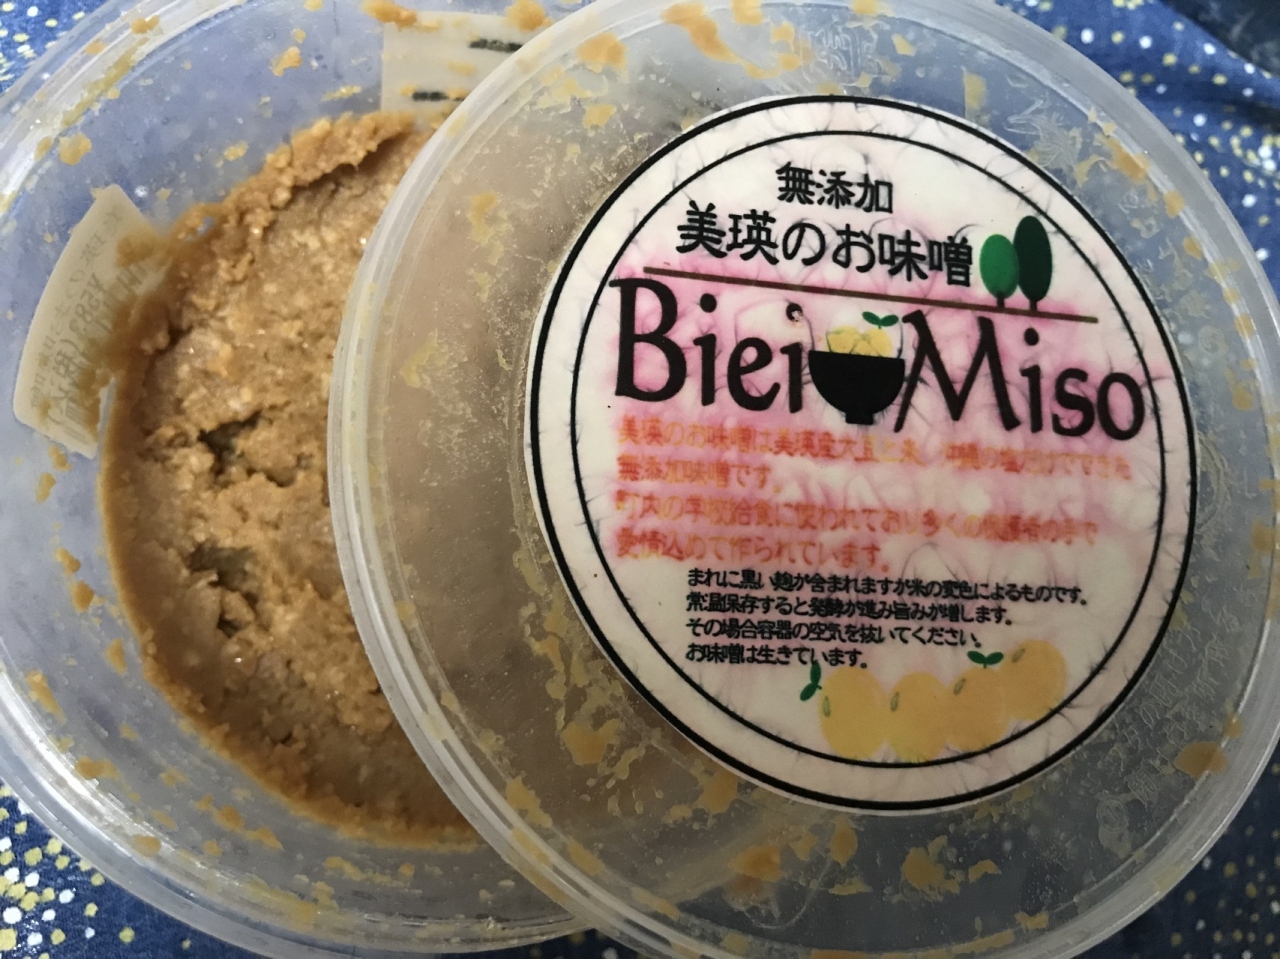 無添加
美瑛のお味噌
Biei Miso
美瑛のお味噌は美瑛産大豆と米、沖縄の塩だけでできた
無添加味噌です。
町内の学校給食に使われており多くの保護者の手で
愛情込めて作られています。
まれに黒い麹が含まれますが米の変色によるものです。
常温保存すると発酵が進み旨みが増します。
その場合容器の空気を抜いてください。
お味噌は生きています。